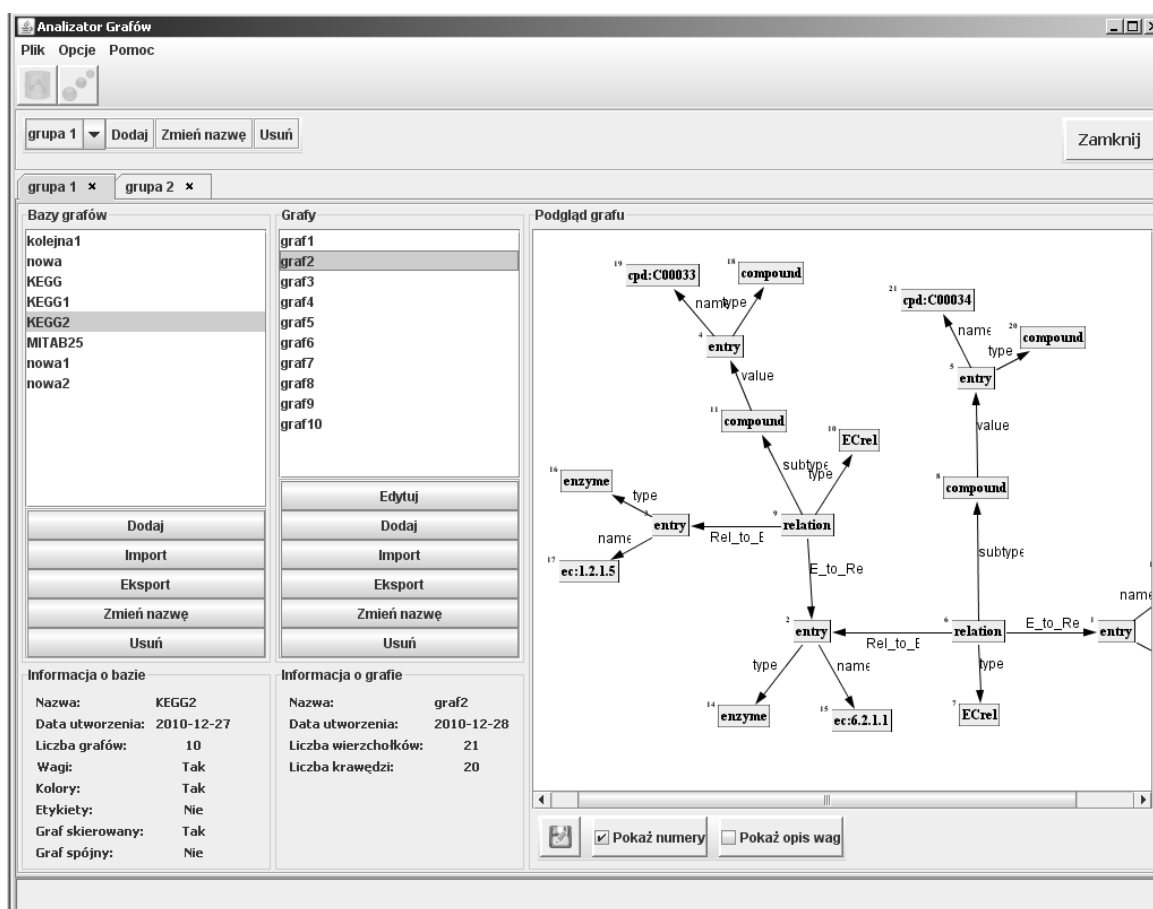 Analizator Grafów
Plik Opcje Pomoc
grupa 1 Dodaj Zmień nazwę Usuń
Zamknij
grupa 1 grupa 2
Bazy grafów
kolejna1
nowa
KEGG
KEGG1
KEGG2
MITAB25
nowa1
nowa2
Dodaj
Import
Eksport
Zmień nazwę
Usuń
Informacja o bazie
Nazwa: KEGG2
Data utworzenia: 2010-12-27
Liczba grafów: 10
Wagi: Tak
Kolory: Tak
Etykiety: Nie
Graf skierowany: Tak
Graf spójny: Nie
Grafy
graf1
graf2
graf3
graf4
graf5
graf6
graf7
graf8
graf9
graf10
Edytuj
Dodaj
Import
Eksport
Zmień nazwę
Usuń
Informacja o grafie
Nazwa: graf2
Data utworzenia: 2010-12-28
Liczba wierzchołków: 21
Liczba krawędzi: 20
Podgląd grafu
19 cpd:C00033
18 compound
name
type
4 entry
value
11 compound
10 ECrel
subtype
type
16 enzyme
type
3 entry
name
17 ec:1.2.1.5
Rel_to_E
9 relation
E_to_Re
2 entry
type
name
14 enzyme
15 ec:6.2.1.1
21 cpd:C00034
20 compound
name
type
5 entry
value
8 compound
subtype
Rel_to_E
6 relation
E_to_Re
1 entry
name
type
7 ECrel
Pokaż numery
Pokaż opis wag